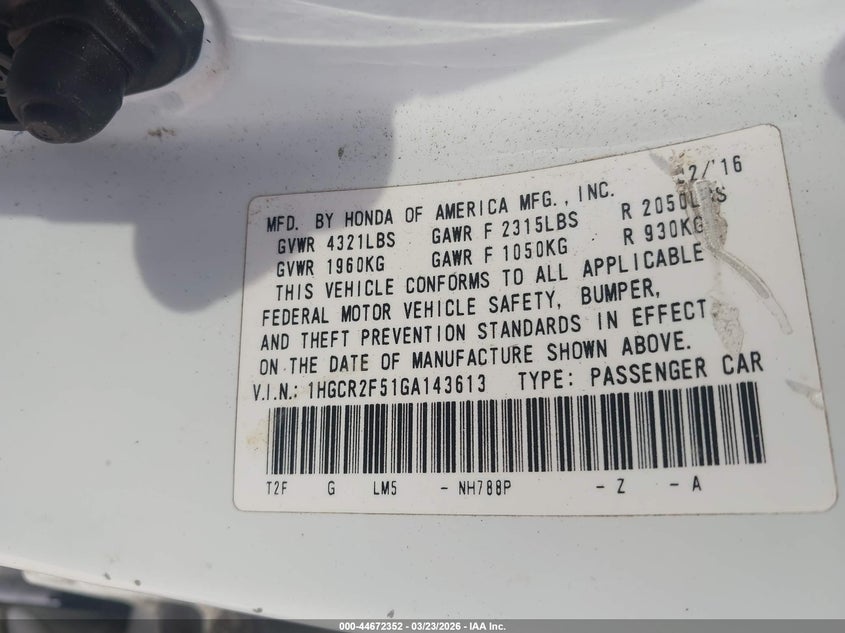 2/'16
MFD. BY HONDA OF AMERICA MFG., INC.
GVWR 4321LBS GAWR F 2315LBS R 2050LBS
GVWR 1960KG GAWR F 1050KG R 930KG
THIS VEHICLE CONFORMS TO ALL APPLICABLE
FEDERAL MOTOR VEHICLE SAFETY, BUMPER,
AND THEFT PREVENTION STANDARDS IN EFFECT
ON THE DATE OF MANUFACTURE SHOWN ABOVE.
V.I.N.: 1HGCR2F51GA143613 TYPE: PASSENGER CAR
T2F G LM5 - NH788P - Z - A
000-44672352 | 03/23/2026 - IAA Inc.